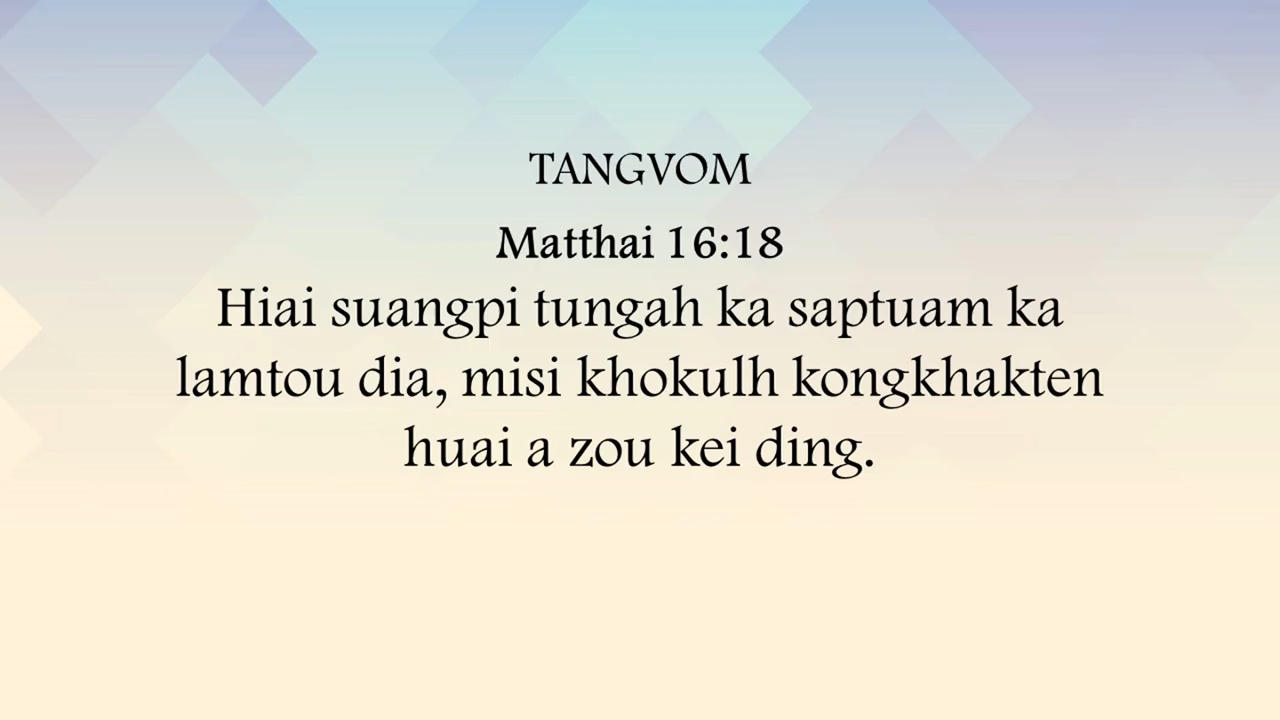 TANGVOM
Matthai 16:18
Hiai suangpi tungah ka saptuam ka
lamtou dia, misi khokulh kongkhakten
huai a zou kei ding.